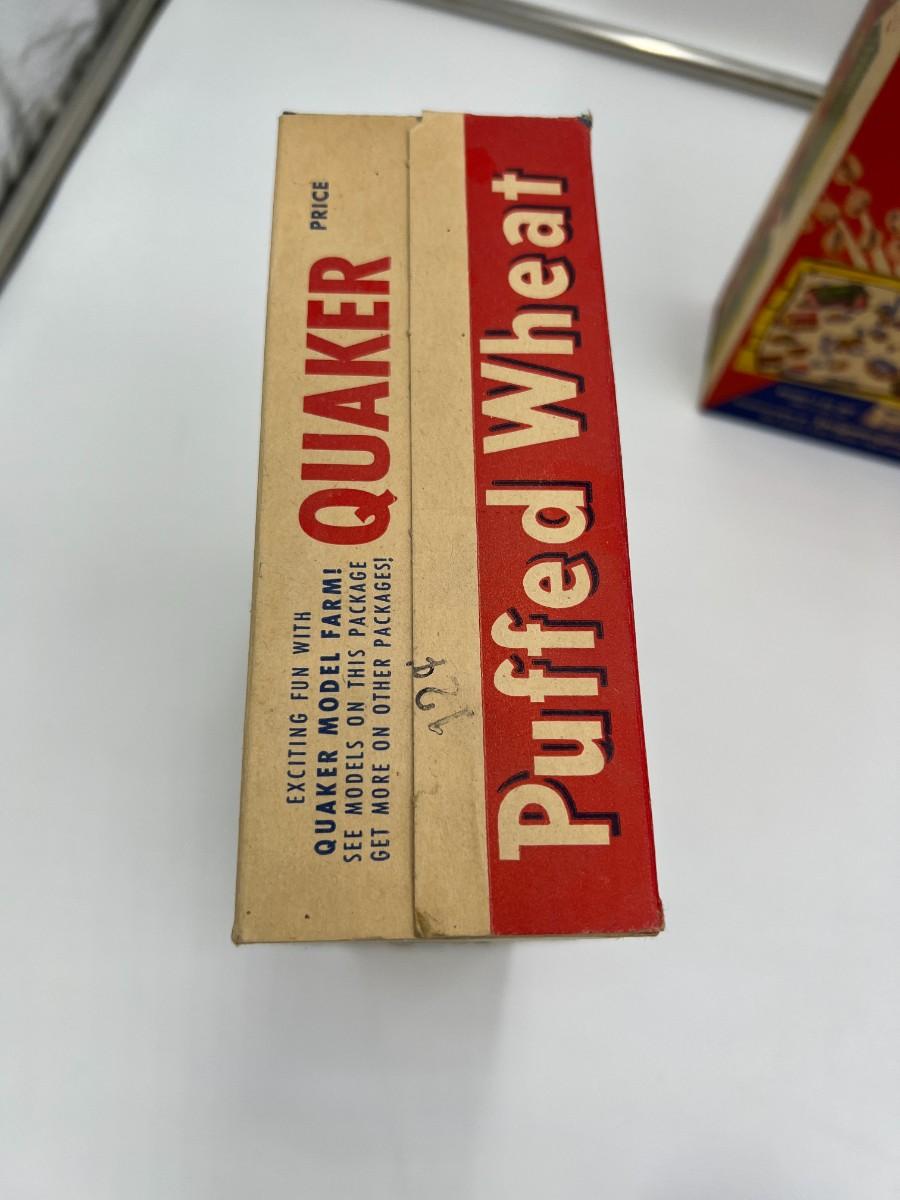 EXCITING FUN WITH
QUAKER MODEL FARM!
SEE MODELS ON THIS PACKAGE
GET MORE ON OTHER PACKAGES!
QUAKER
PRICE
124
Puffed Wheat